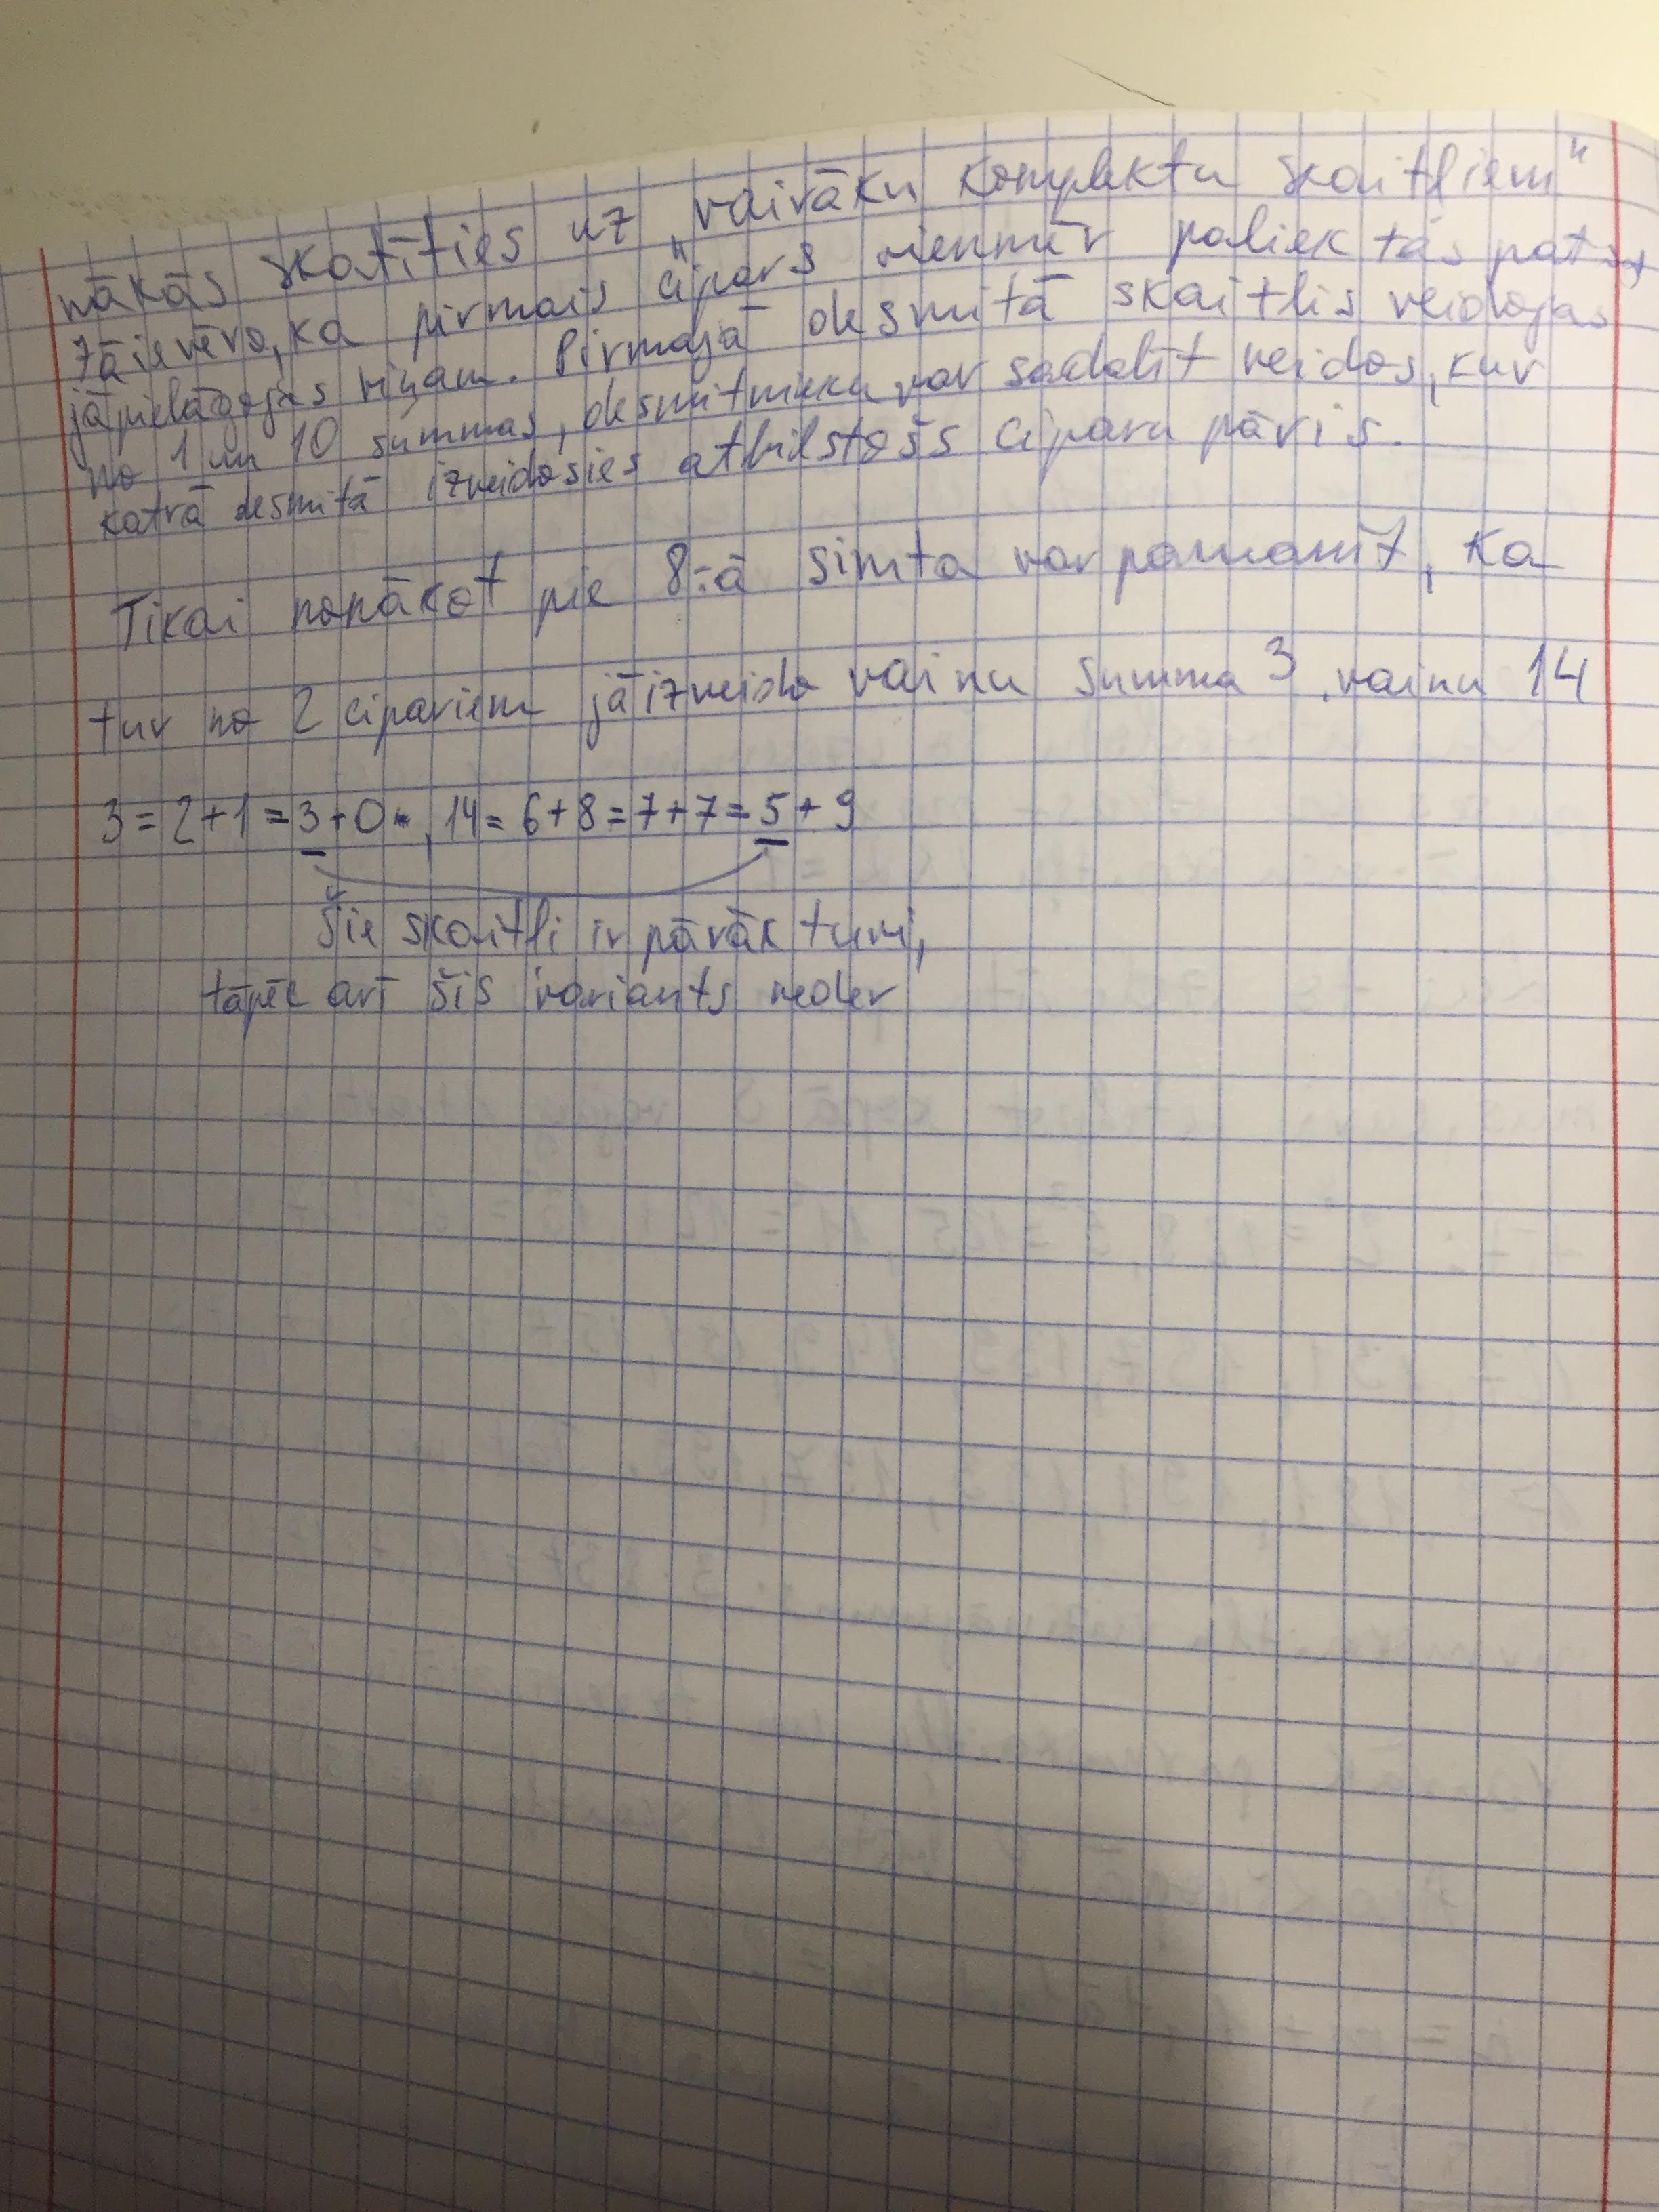 nākās skatīties uz "vairāku komplektu skaitļiem"
Jāievēro, ka pirmais cipars vienmēr paliek tas pats
jāpielāgojas viņam. Pirmajā desmitā skaitlis veidojas
no 1 un 10 summas, desmitnieku var sadalīt veidos, kur
katrā desmitā izveidosies atbilstošs ciparu pāris.
Tikai nonākot pie 8-ā simta var pamanīt, ka
tur no 2 cipariem jāizveido vai nu summa 3, vai nu 14
3=2+1=3+0, 14=6+8=7+7=5+9
Šie skaitļi ir pārāk tuvi,
tāpēc arī šis variants neder